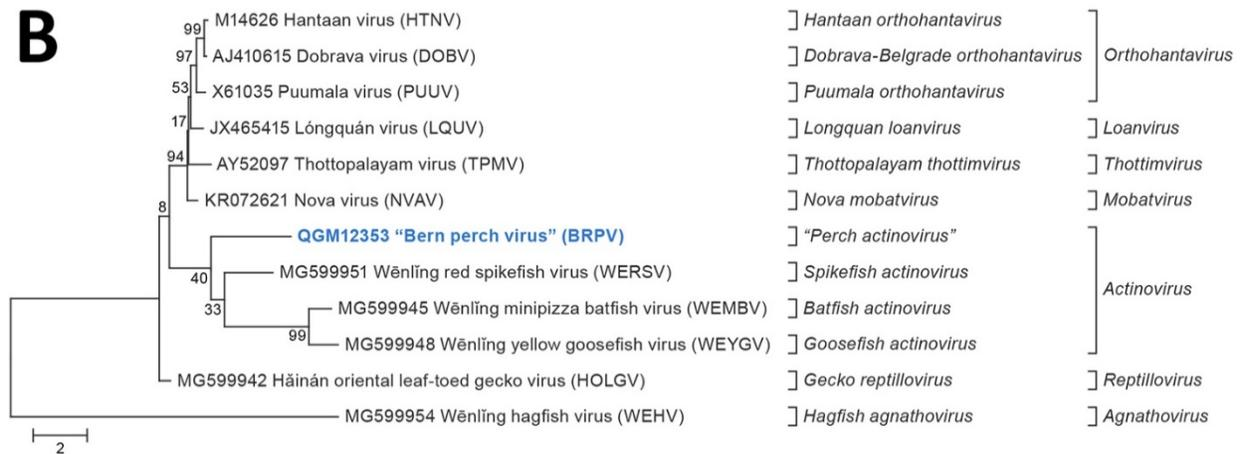 B
99
M14626 Hantaan virus (HTNV) Hantaan orthohantavirus
97
AJ410615 Dobrava virus (DOBV) Dobrava-Belgrade orthohantavirus Orthohantavirus
53
X61035 Puumala virus (PUUV) Puumala orthohantavirus
17
JX465415 Lóngquán virus (LQUV) Longquan loanvirus Loanvirus
94
AY52097 Thottopalayam virus (TPMV) Thottopalayam thottimvirus Thottimvirus
8
KR072621 Nova virus (NVAV) Nova mobatvirus Mobatvirus
QGM12353 “Bern perch virus” (BRPV) “Perch actinovirus”
40
MG599951 Wēnlǐng red spikefish virus (WERSV) Spikefish actinovirus
Actinovirus
33
MG599945 Wēnlǐng minipizza batfish virus (WEMBV) Batfish actinovirus
99
MG599948 Wēnlǐng yellow goosefish virus (WEYGV) Goosefish actinovirus
MG599942 Hǎinán oriental leaf-toed gecko virus (HOLGV) Gecko reptillovirus Reptillovirus
MG599954 Wēnlǐng hagfish virus (WEHV) Hagfish agnathovirus Agnathovirus
2